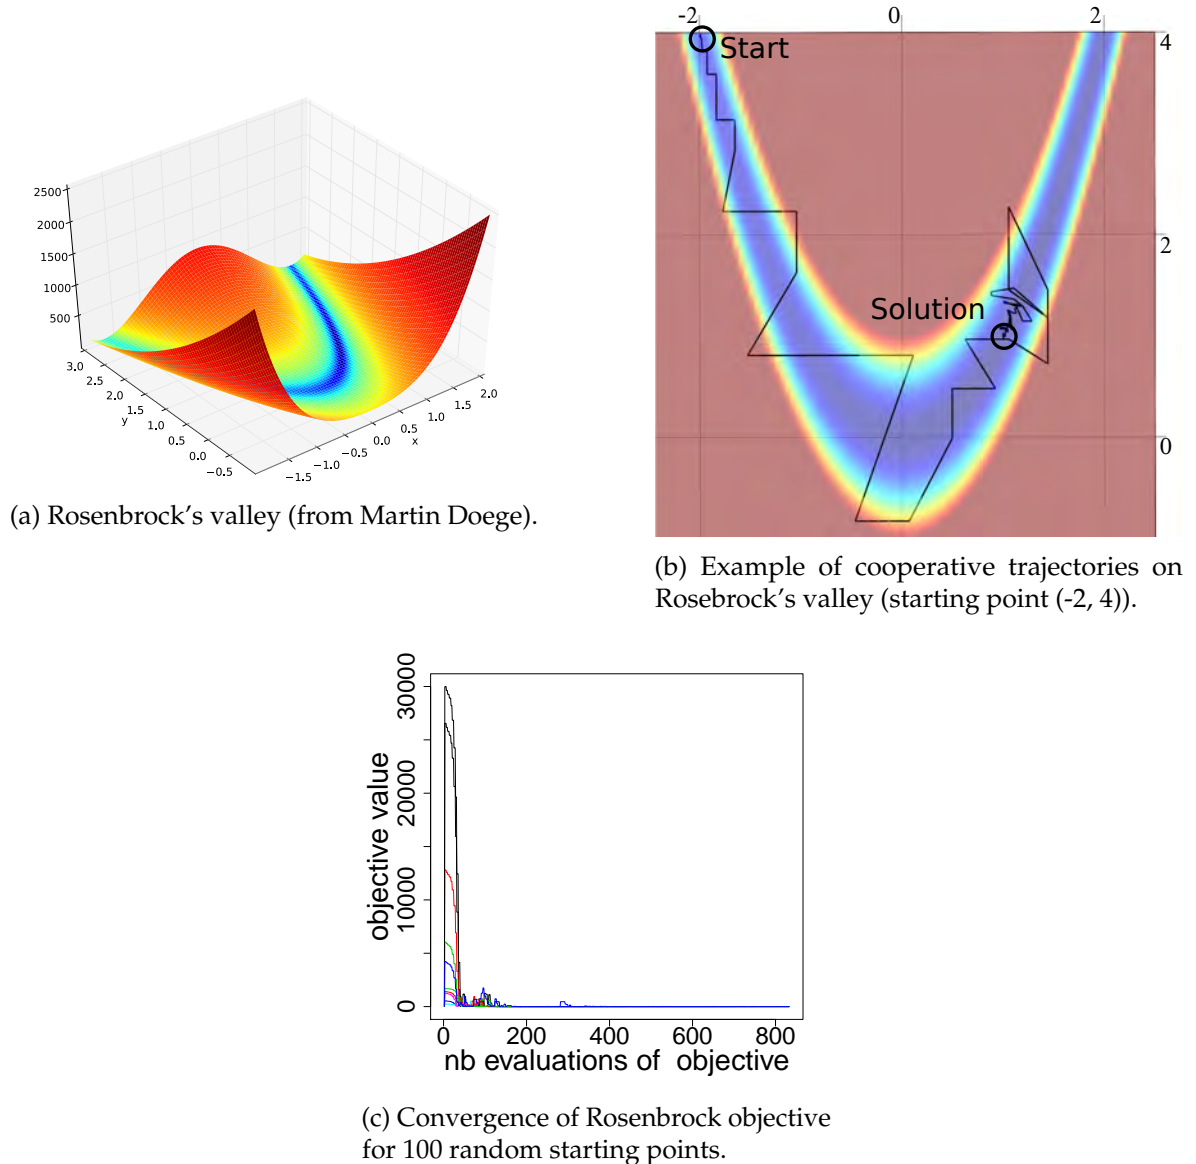 2500
2000
1500
1000
500
3.0
2.5
2.0
1.5
1.0
0.5
0.0
−0.5
y
−1.5
−1.0
−0.5
0.0
0.5
1.0
1.5
2.0
x
(a) Rosenbrock's valley (from Martin Doege).
-2 0 2
4
2
0
Start
Solution
(b) Example of cooperative trajectories on
Rosebrock's valley (starting point (-2, 4)).
30000
20000
10000
0
objective value
0 200 400 600 800
nb evaluations of objective
(c) Convergence of Rosenbrock objective
for 100 random starting points.